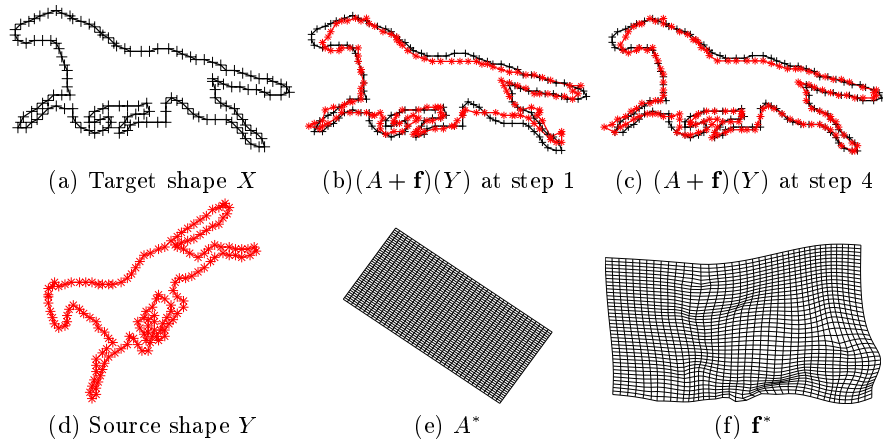 (a) Target shape X
(b)(A + f)(Y) at step 1
(c) (A + f)(Y) at step 4
(d) Source shape Y
(e) A*
(f) f*